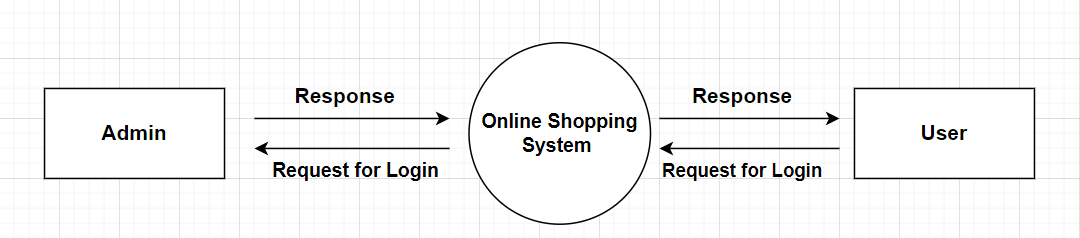 Response
Response
Admin
Online Shopping
System
User
Request for Login
Request for Login